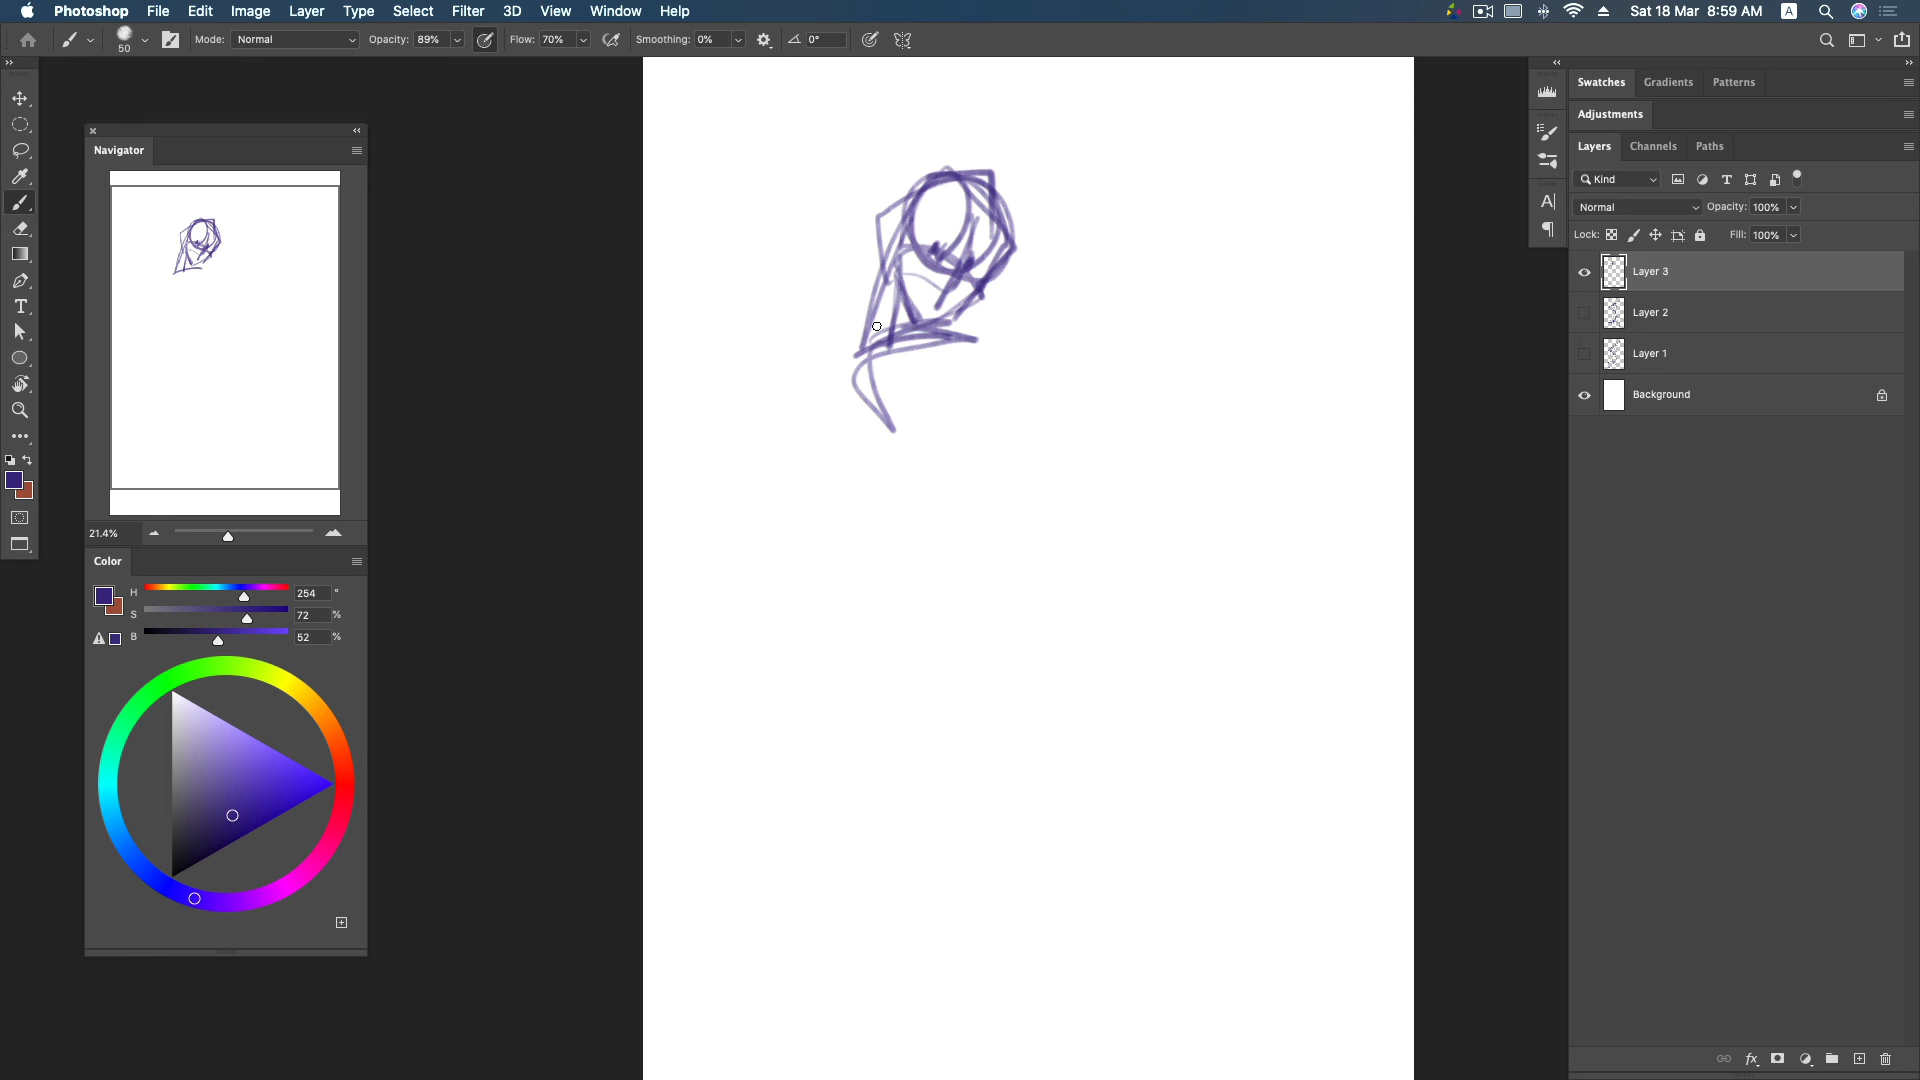 Photoshop File Edit Image Layer Type Select Filter 3D View Window Help Sat 18 Mar 8:59 AM A
50 Mode: Normal Opacity: 89% Flow: 70% Smoothing: 0% 0°
Swatches Gradients Patterns
Adjustments
Navigator
Layers Channels Paths
Kind
Normal Opacity: 100%
Lock: Fill: 100%
Layer 3
Layer 2
Layer 1
Background
21.4%
Color
H 254 °
S 72 %
B 52 %